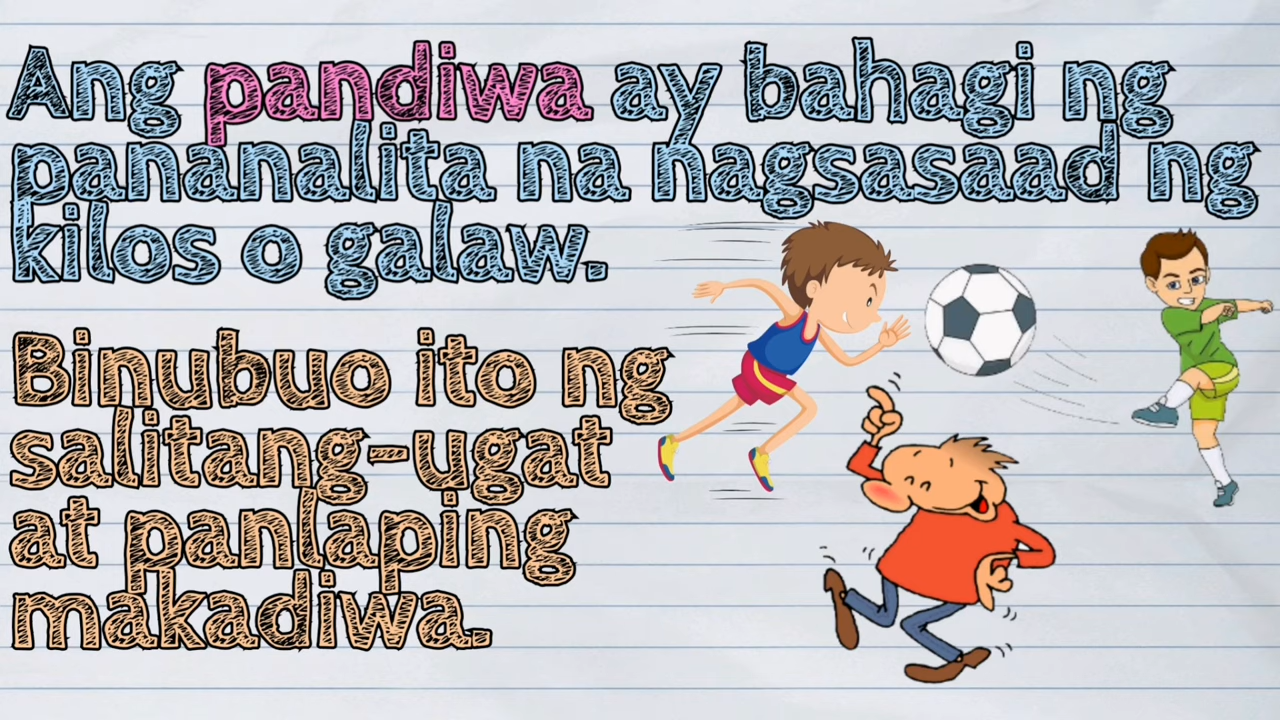 Ang pandiwa ay bahagi ng
pananalita na nagsasaad ng
kilos o galaw.
Binubuo ito ng
salitang-ugat
at panlaping
makadiwa.